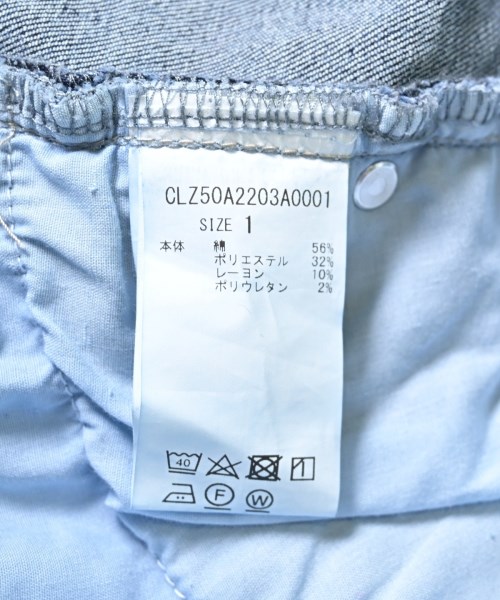 CLZ50A2203A0001
SIZE 1
本体 綿 56%
ポリエステル 32%
レーヨン 10%
ポリウレタン 2%
40
F W